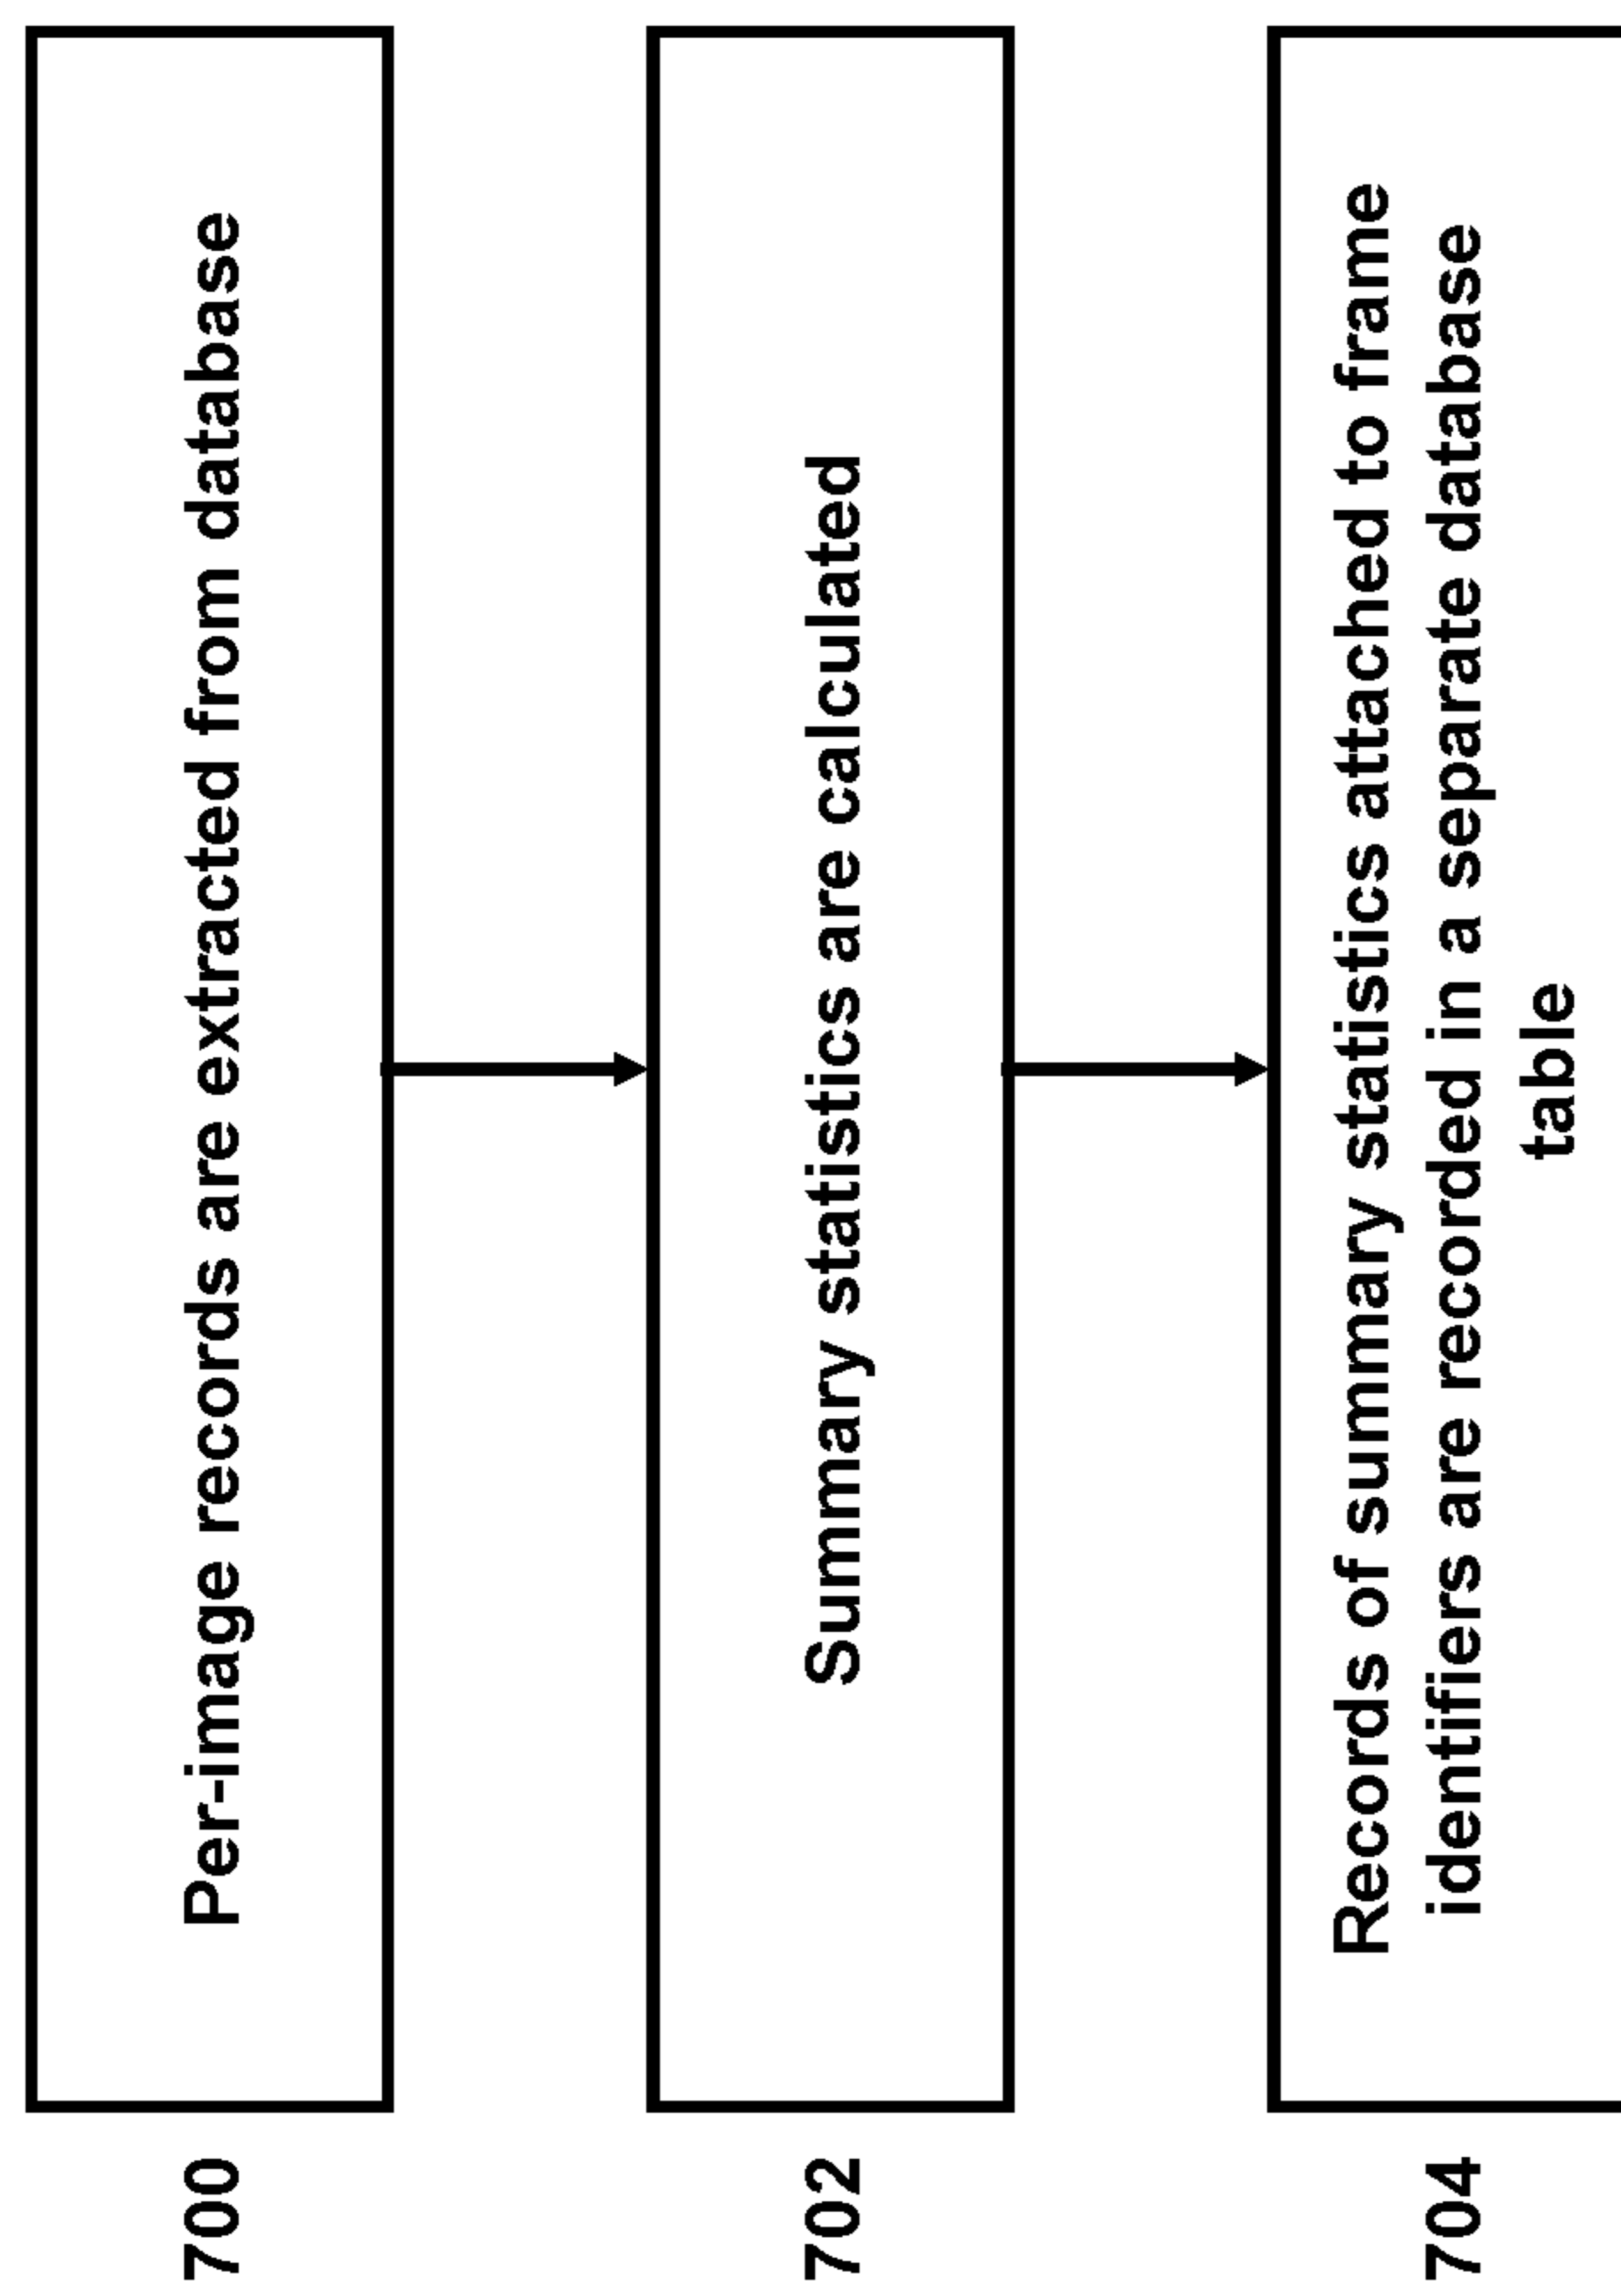 700
Per-image records are extracted from database
702
Summary statistics are calculated
704
Records of summary statistics attached to frame
identifiers are recorded in a separate database
table